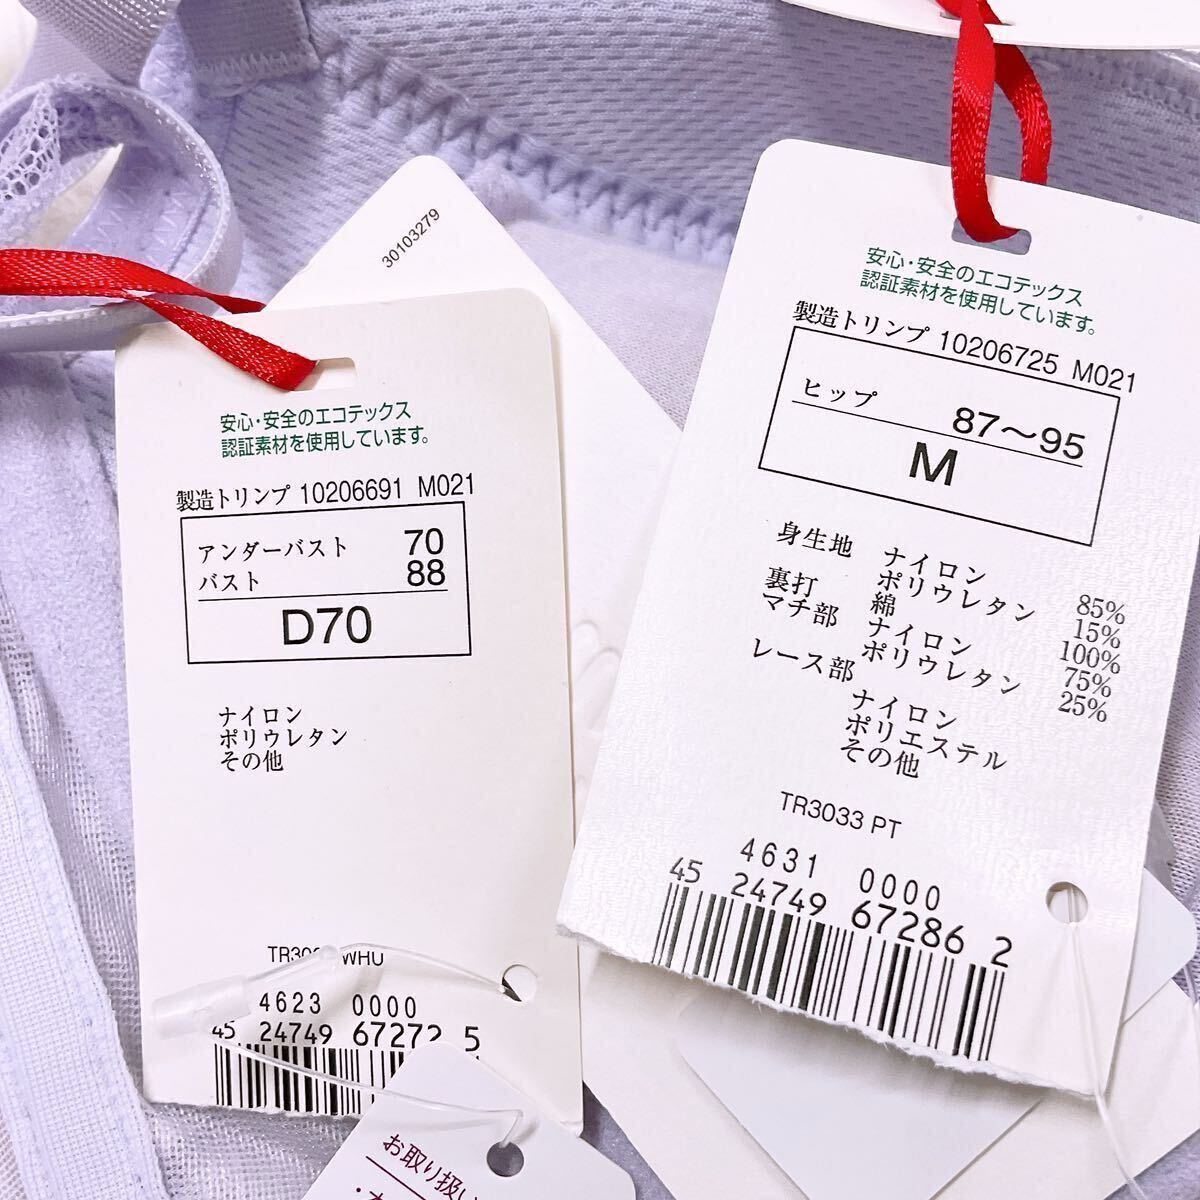 30103279
安心・安全のエコテックス
認証素材を使用しています。
製造トリンプ 10206691 M021
アンダーバスト 70
バスト 88
D70
ナイロン
ポリウレタン
その他
WHU
4623 0000
45 24749 67272 5
お取り扱い
安心・安全のエコテックス
認証素材を使用しています。
製造トリンプ 10206725 M021
ヒップ 87～95
M
身生地 ナイロン 85%
ポリウレタン 15%
裏打 綿 100%
マチ部 ナイロン 75%
ポリウレタン 25%
レース部
ナイロン
ポリエステル
その他
TR3033 PT
4631 0000
45 24749 67286 2